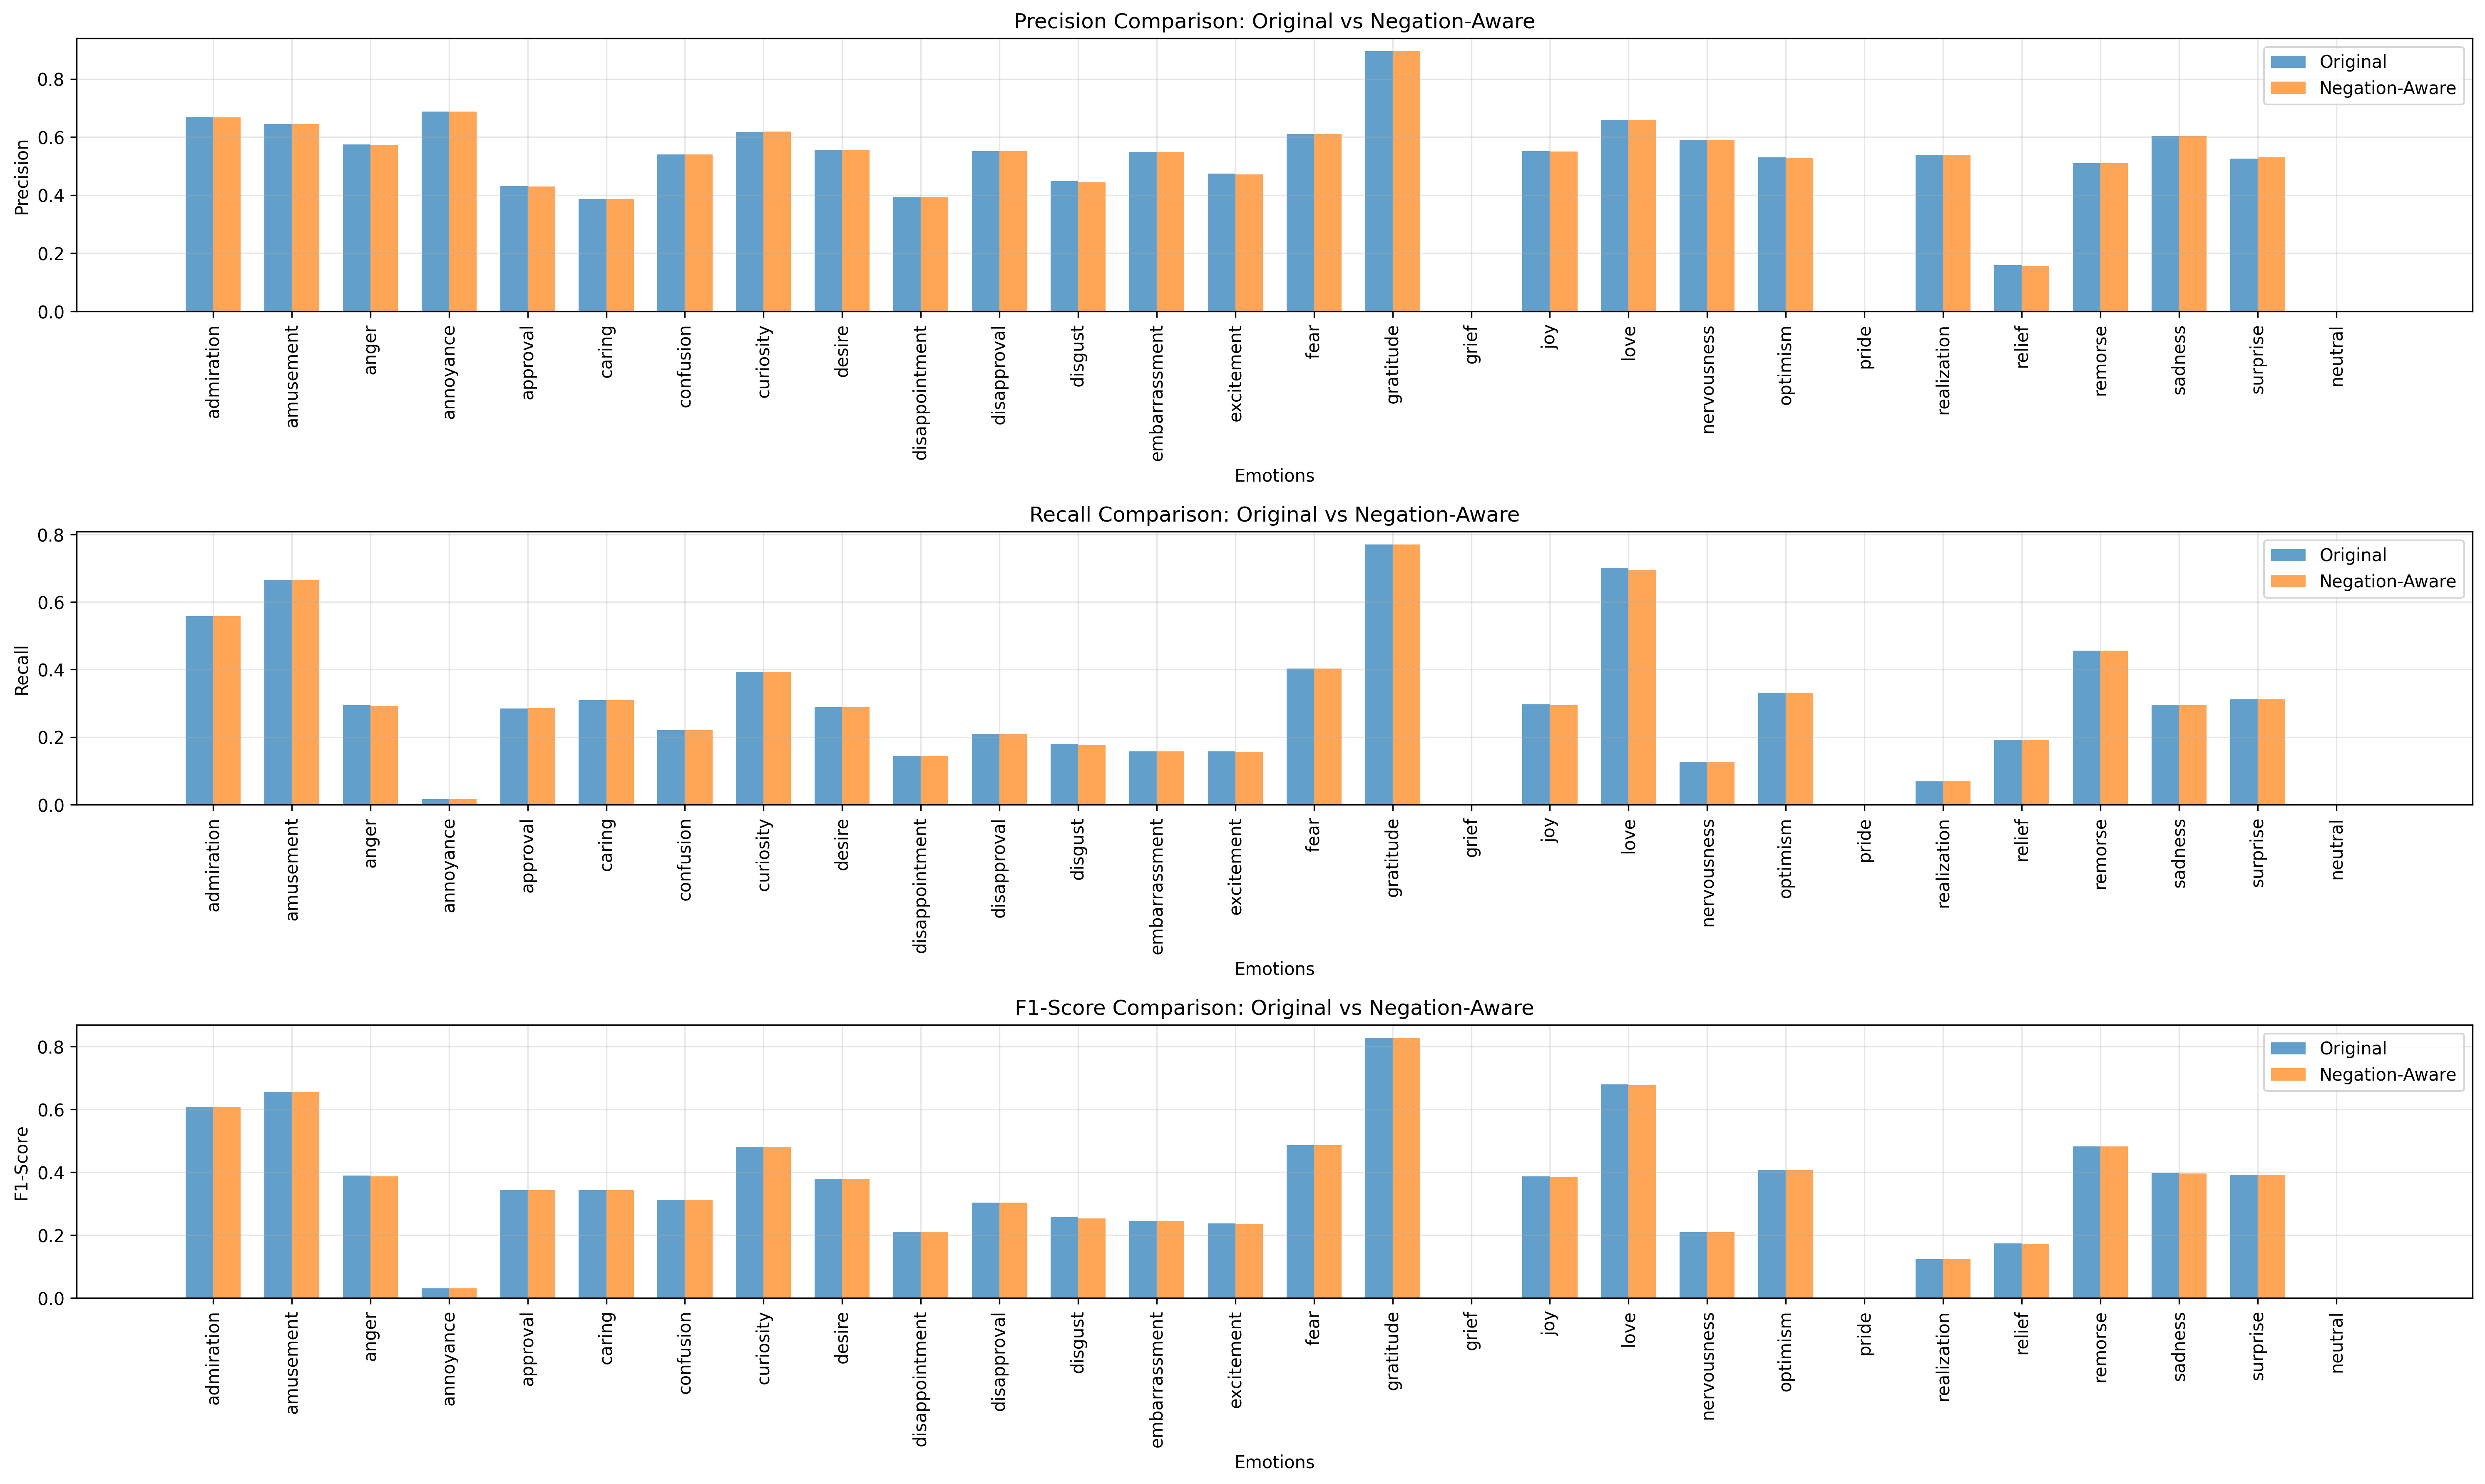 Precision Comparison: Original vs Negation-Aware
Original
Negation-Aware
Precision
0.8
0.6
0.4
0.2
0.0
admiration
amusement
anger
annoyance
approval
caring
confusion
curiosity
desire
disappointment
disapproval
disgust
embarrassment
excitement
fear
gratitude
grief
joy
love
nervousness
optimism
pride
realization
relief
remorse
sadness
surprise
neutral
Emotions
Recall Comparison: Original vs Negation-Aware
Original
Negation-Aware
Recall
0.8
0.6
0.4
0.2
0.0
admiration
amusement
anger
annoyance
approval
caring
confusion
curiosity
desire
disappointment
disapproval
disgust
embarrassment
excitement
fear
gratitude
grief
joy
love
nervousness
optimism
pride
realization
relief
remorse
sadness
surprise
neutral
Emotions
F1-Score Comparison: Original vs Negation-Aware
Original
Negation-Aware
F1-Score
0.8
0.6
0.4
0.2
0.0
admiration
amusement
anger
annoyance
approval
caring
confusion
curiosity
desire
disappointment
disapproval
disgust
embarrassment
excitement
fear
gratitude
grief
joy
love
nervousness
optimism
pride
realization
relief
remorse
sadness
surprise
neutral
Emotions